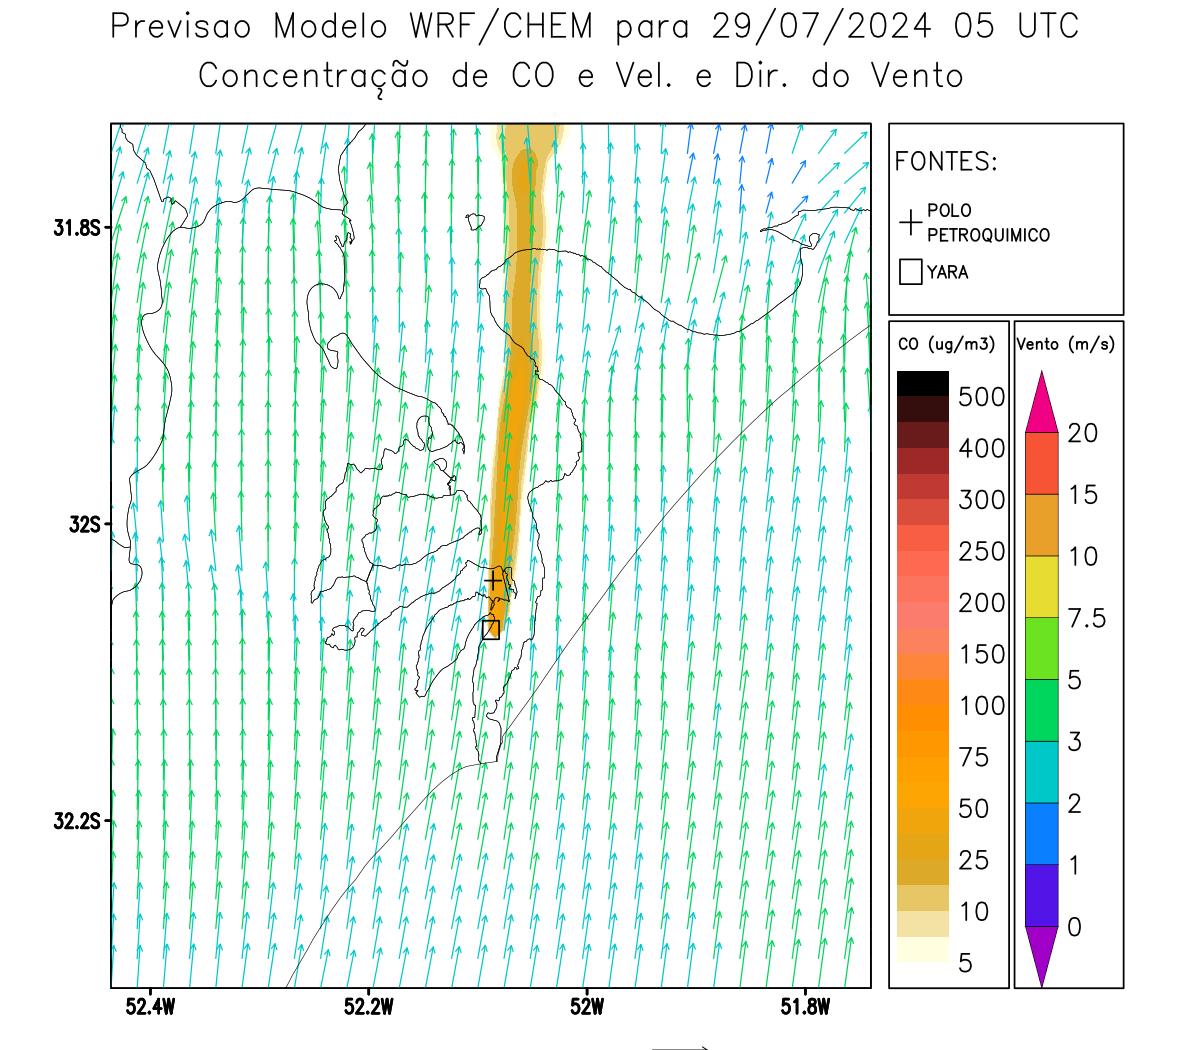 Previsao Modelo WRF/CHEM para 29/07/2024 05 UTC
Concentração de CO e Vel. e Dir. do Vento
FONTES:
POLO
PETROQUIMICO
YARA
CO (ug/m3)
500
400
300
250
200
150
100
75
50
25
10
5
Vento (m/s)
20
15
10
7.5
5
3
2
1
0
31.8S
32S
32.2S
52.4W
52.2W
52W
51.8W